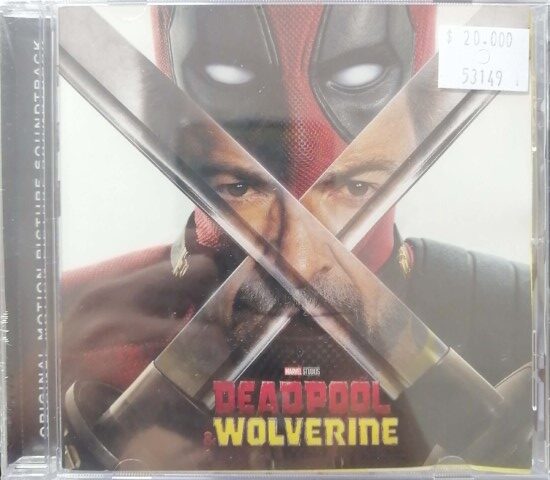 ORIGINAL MOTION PICTURE SOUNDTRACK
$ 20.000
53149
MARVEL STUDIOS
DEADPOOL
& WOLVERINE